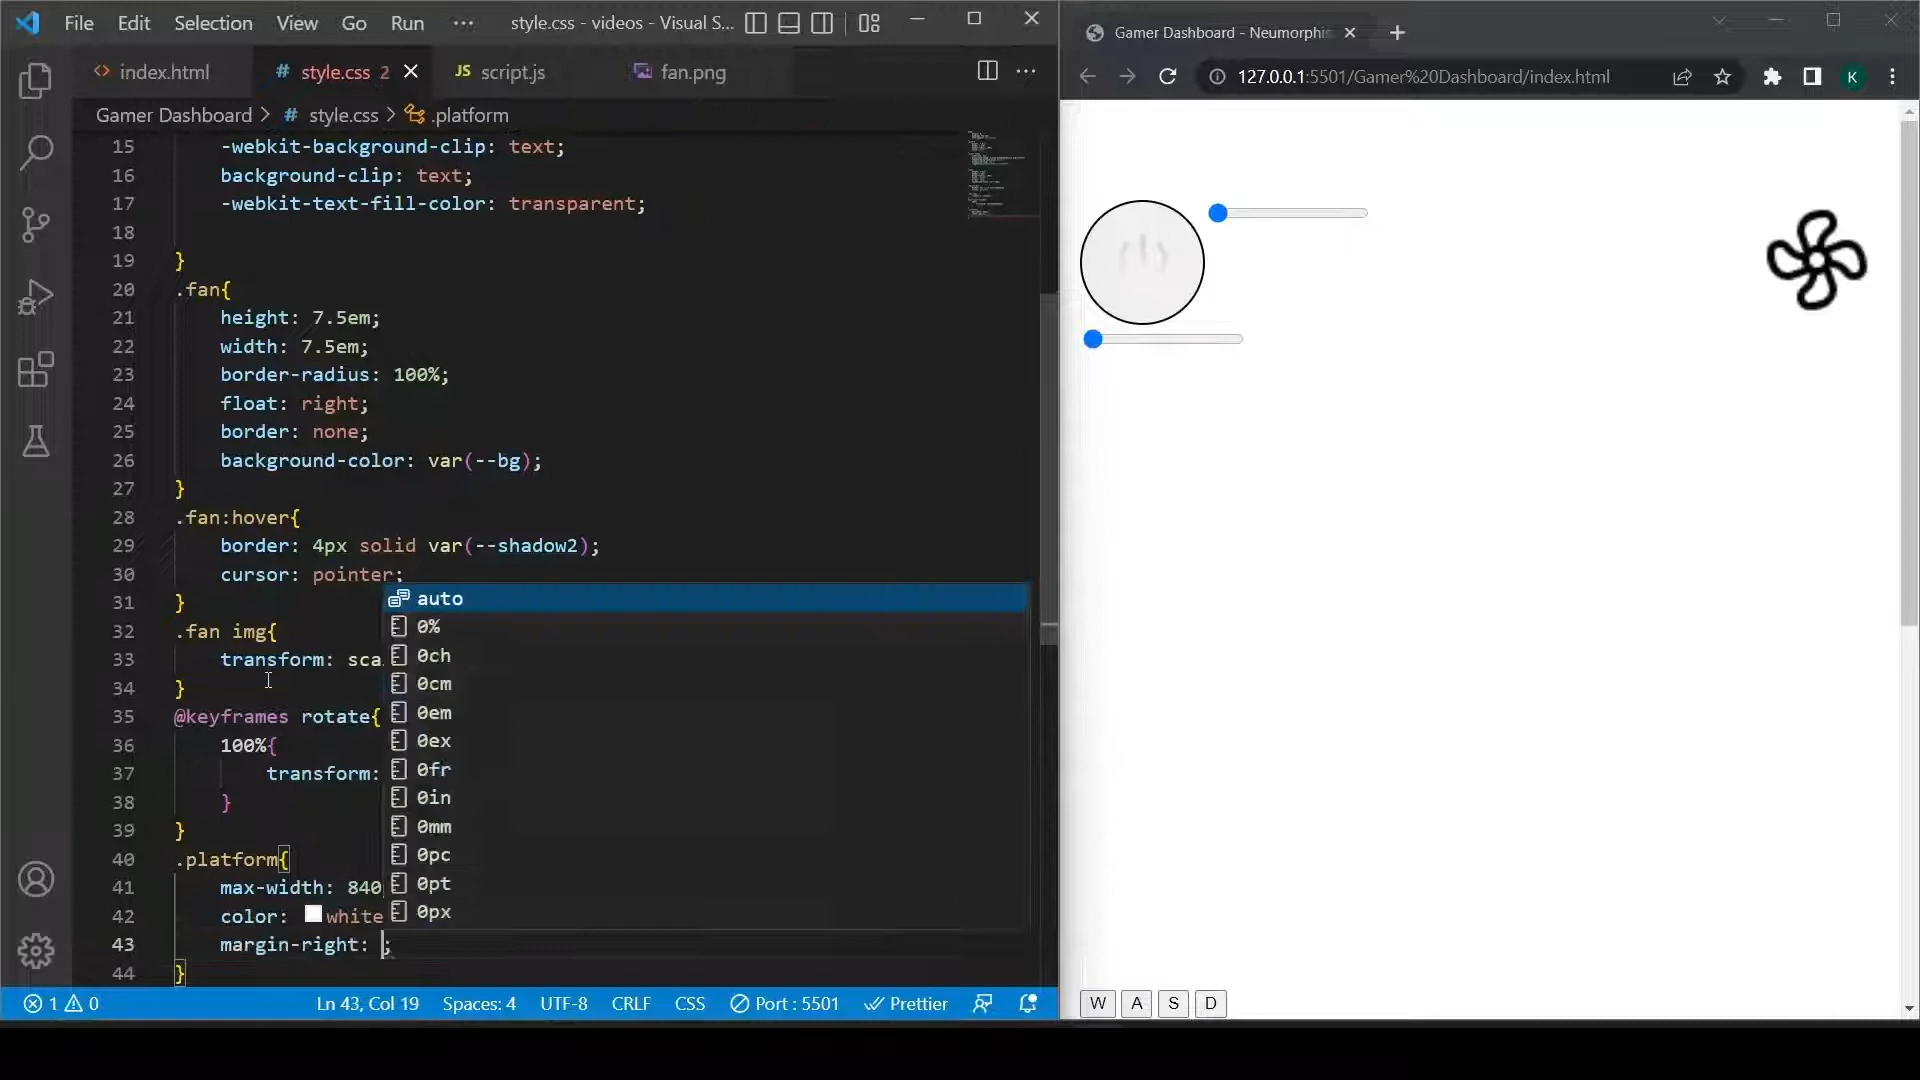 File Edit Selection View Go Run ··· style.css - videos - Visual S...
index.html # style.css 2 JS script.js fan.png
Gamer Dashboard > # style.css > .platform
15 -webkit-background-clip: text;
16 background-clip: text;
17 -webkit-text-fill-color: transparent;
18
19 }
20 .fan{
21 height: 7.5em;
22 width: 7.5em;
23 border-radius: 100%;
24 float: right;
25 border: none;
26 background-color: var(--bg);
27 }
28 .fan:hover{
29 border: 4px solid var(--shadow2);
30 cursor: pointer;
31 }
32 .fan img{
33 transform: sca
34 }
35 @keyframes rotate{
36 100%{
37 transform:
38 }
39 }
40 .platform{
41 max-width: 840
42 color: white
43 margin-right: ;
44 }
auto
0%
0ch
0cm
0em
0ex
0fr
0in
0mm
0pc
0pt
0px
1 0 Ln 43, Col 19 Spaces: 4 UTF-8 CRLF CSS Port : 5501 Prettier
Gamer Dashboard - Neumorphis
127.0.0.1:5501/Gamer%20Dashboard/index.html K
W A S D